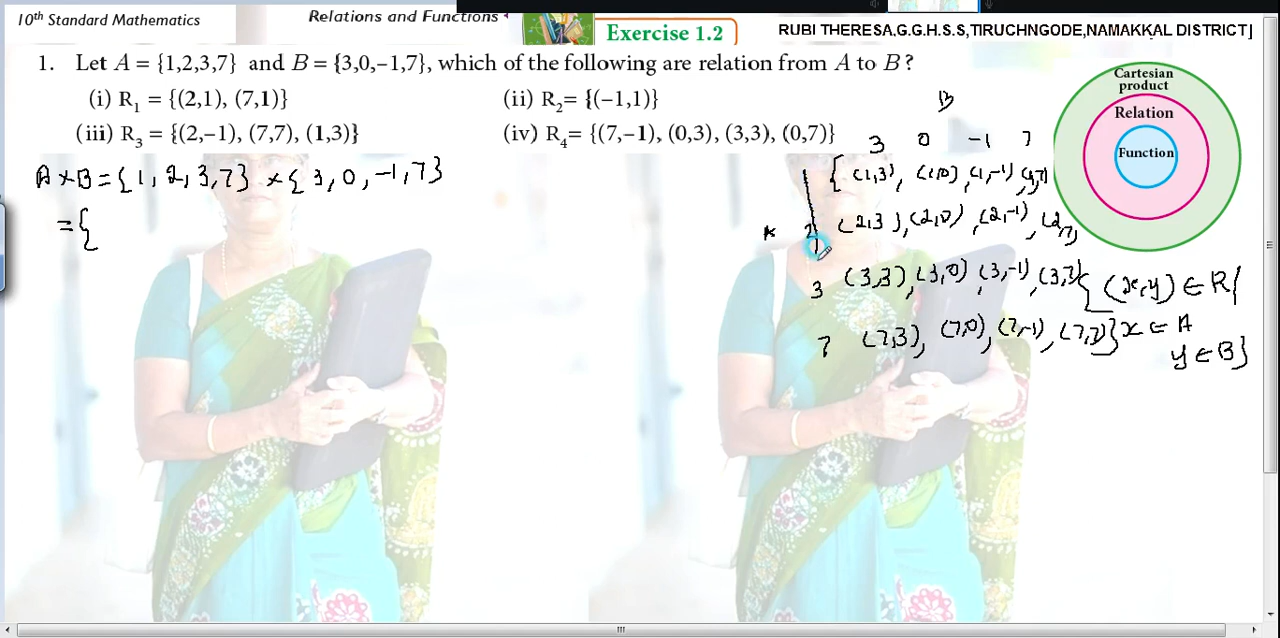 10th Standard Mathematics
Relations and Functions
Exercise 1.2
RUBI THERESA,G.G.H.S.S,TIRUCHNGODE,NAMAKKAL DISTRICT]
1. Let A = {1,2,3,7} and B = {3,0,−1,7}, which of the following are relation from A to B ?
(i) R₁ = {(2,1), (7,1)}
(ii) R₂= {(−1,1)}
(iii) R₃ = {(2,−1), (7,7), (1,3)}
(iv) R₄= {(7,−1), (0,3), (3,3), (0,7)}
Cartesian
product
Relation
Function
A × B = {1, 2, 3, 7} × {3, 0, −1, 7}
= {
B
3 0 −1 7
{ (1,3), (1,0), (1,−1), (1,7)
A 2 (2,3), (2,0), (2,−1), (2,7)
3 (3,3), (3,0), (3,−1), (3,7)
7 (7,3), (7,0), (7,−1), (7,7)}
{ (x,y) ∈ R /
x ∈ A
y ∈ B}